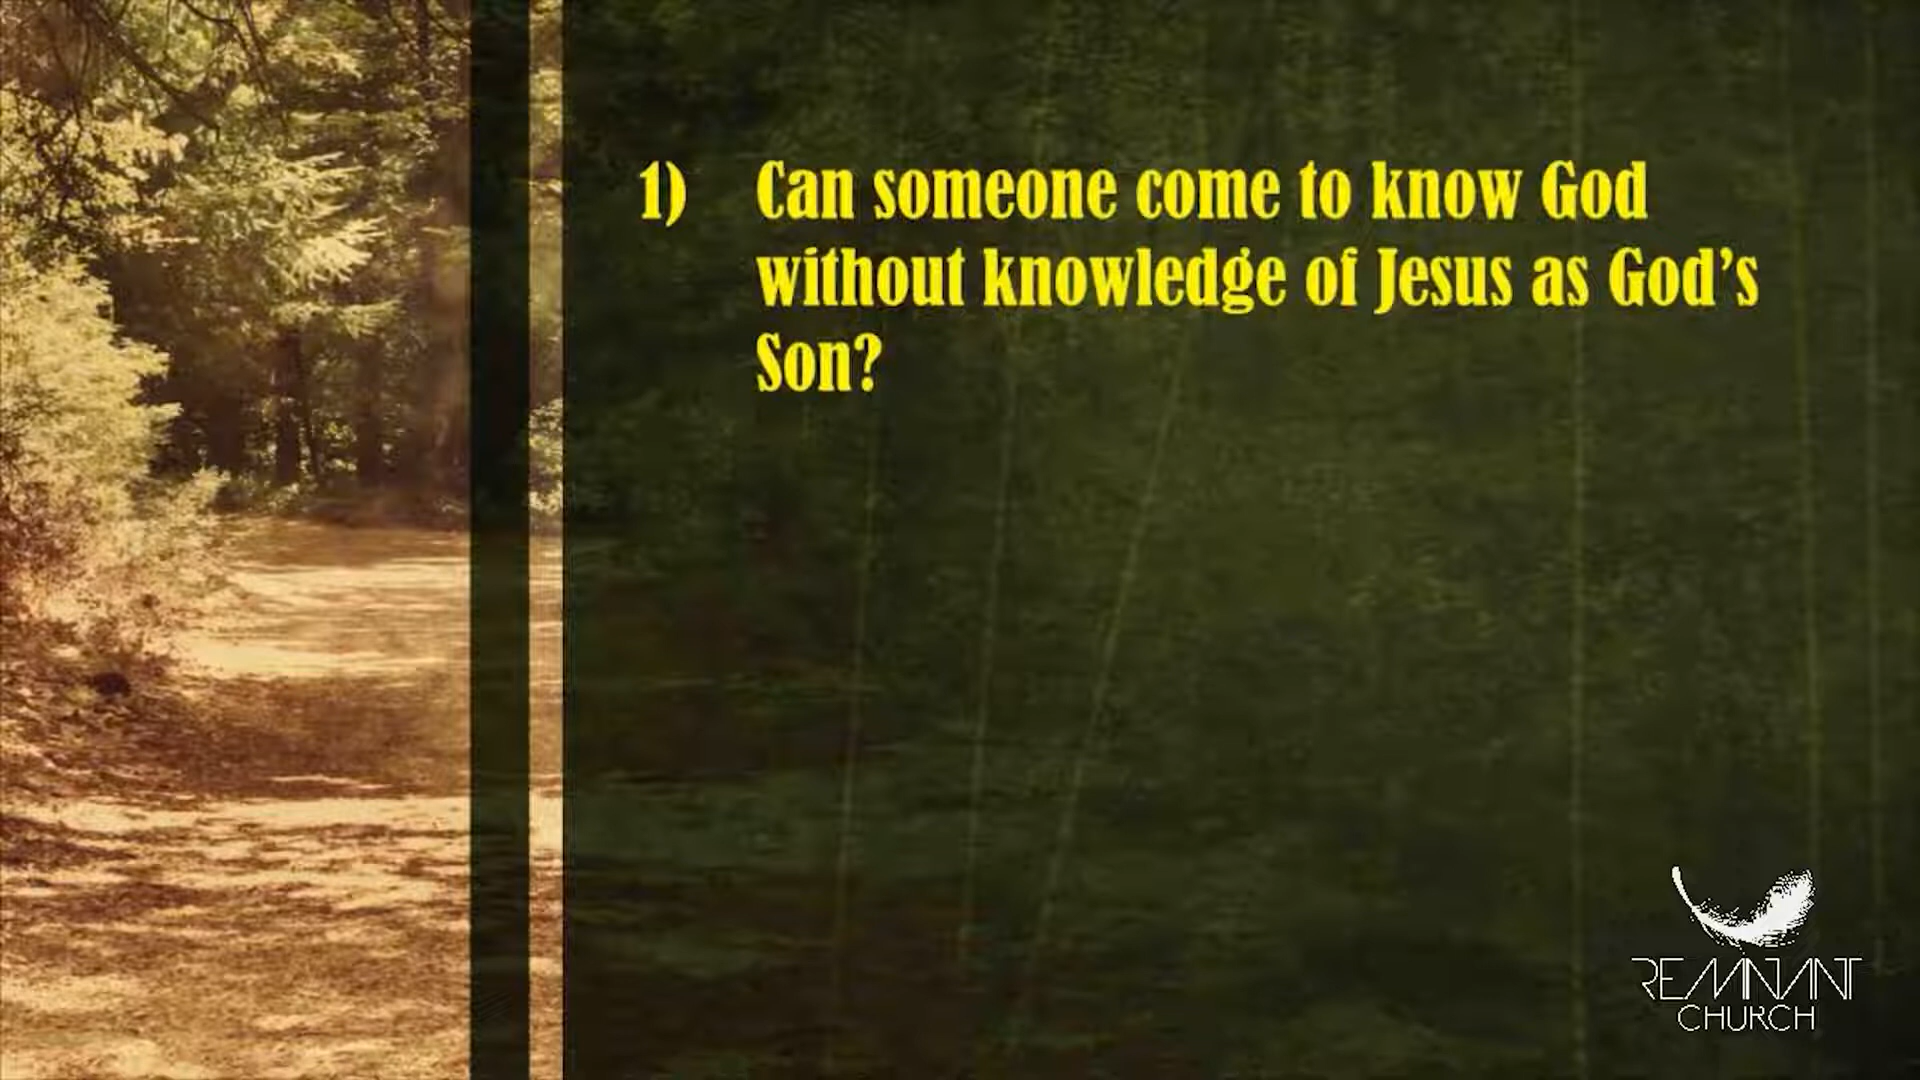 1) Can someone come to know God
without knowledge of Jesus as God's
Son?
REMNANT
CHURCH